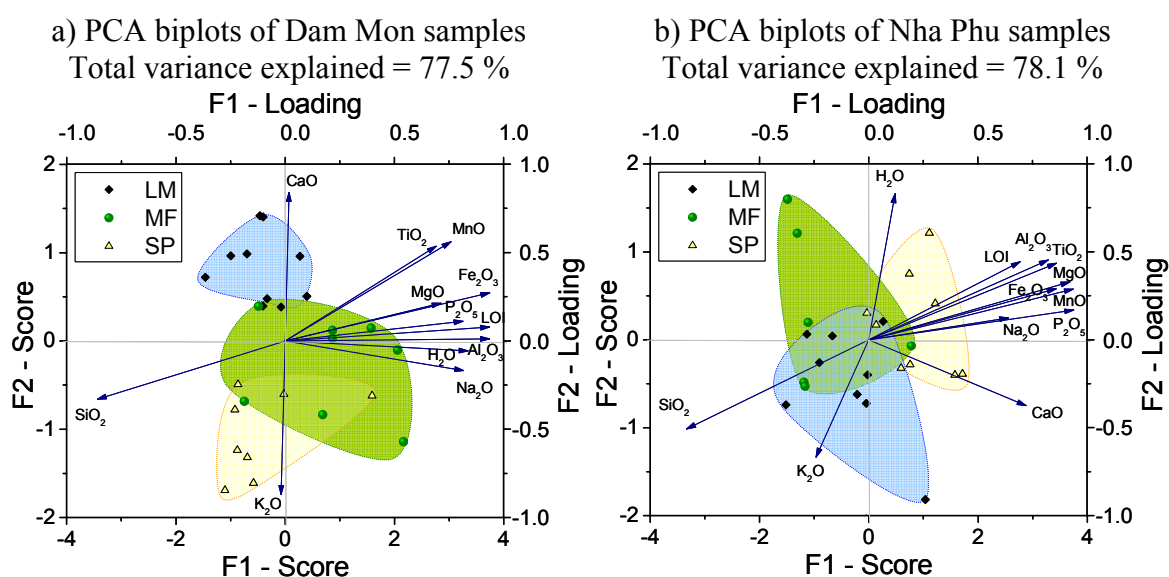 a) PCA biplots of Dam Mon samples
Total variance explained = 77.5 %
F1 - Loading
-1.0 -0.5 0.0 0.5 1.0
2 1.0
LM
MF
SP
CaO
TiO₂
MnO
1 0.5
Fe₂O₃
MgO
P₂O₅
LOI
0 0.0
H₂O
Al₂O₃
Na₂O
SiO₂
-1 -0.5
K₂O
-2 -1.0
-4 -2 0 2 4
F1 - Score
F2 - Score
F2 - Loading
b) PCA biplots of Nha Phu samples
Total variance explained = 78.1 %
F1 - Loading
-1.0 -0.5 0.0 0.5 1.0
2 1.0
LM
MF
SP
H₂O
Al₂O₃
TiO₂
LOI
1 0.5
MgO
Fe₂O₃
MnO
P₂O₅
Na₂O
0 0.0
SiO₂
CaO
-1 -0.5
K₂O
-2 -1.0
-4 -2 0 2 4
F1 - Score
F2 - Score
F2 - Loading